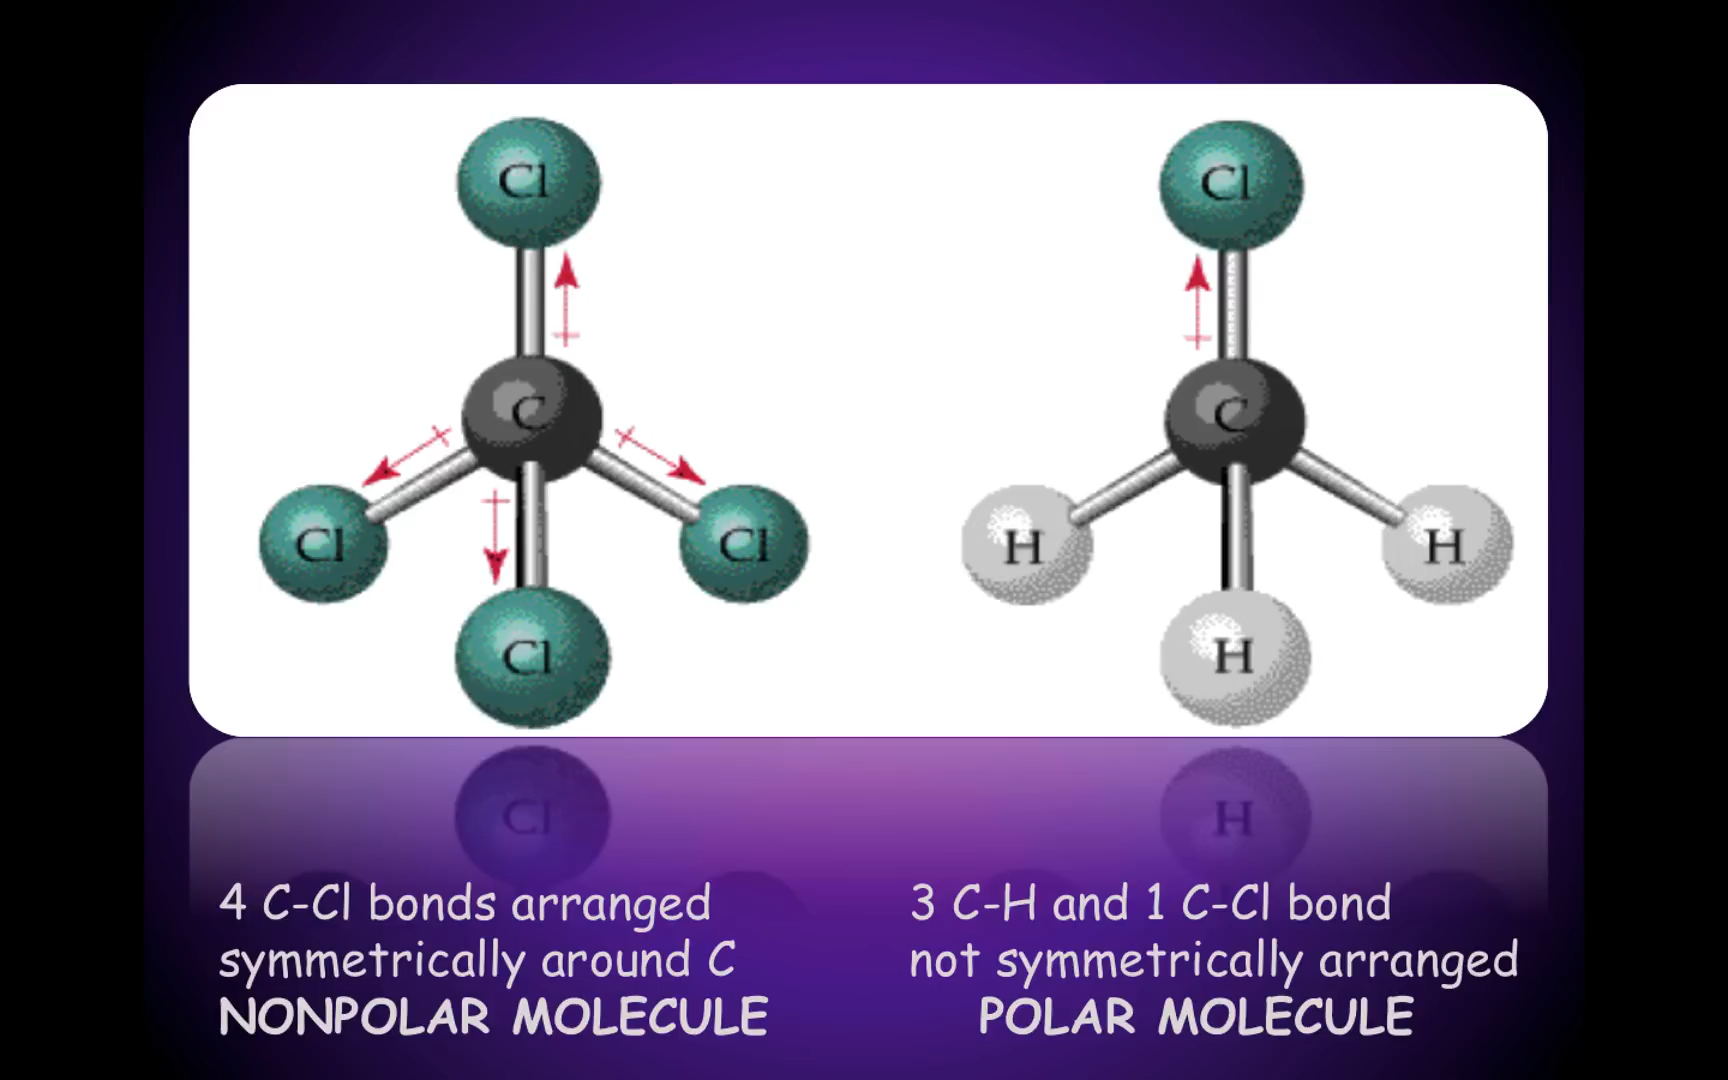 Cl
Cl
C
C
Cl
Cl
H
H
Cl
H
Cl
H
4 C-Cl bonds arranged
symmetrically around C
NONPOLAR MOLECULE
3 C-H and 1 C-Cl bond
not symmetrically arranged
POLAR MOLECULE